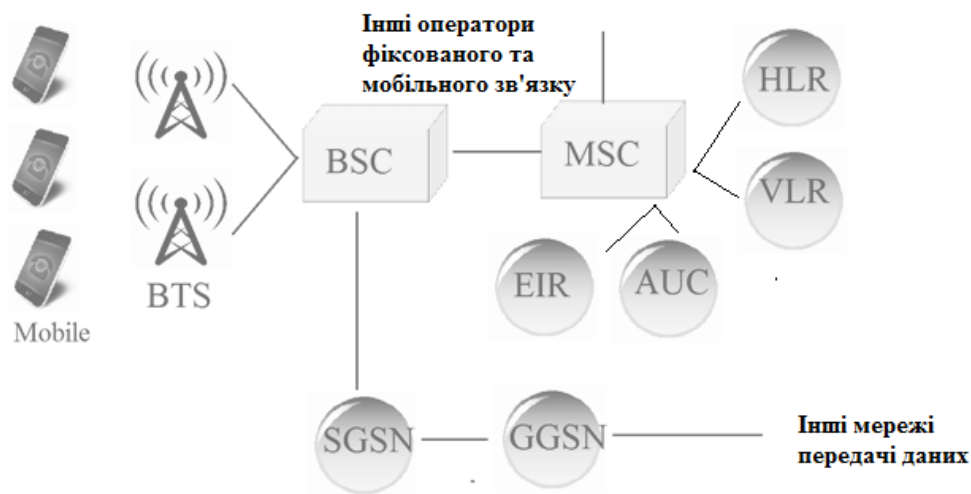 Інші оператори
фіксованого та
мобільного зв'язку
HLR
BSC
MSC
VLR
EIR
AUC
BTS
Mobile
SGSN
GGSN
Інші мережі
передачі даних